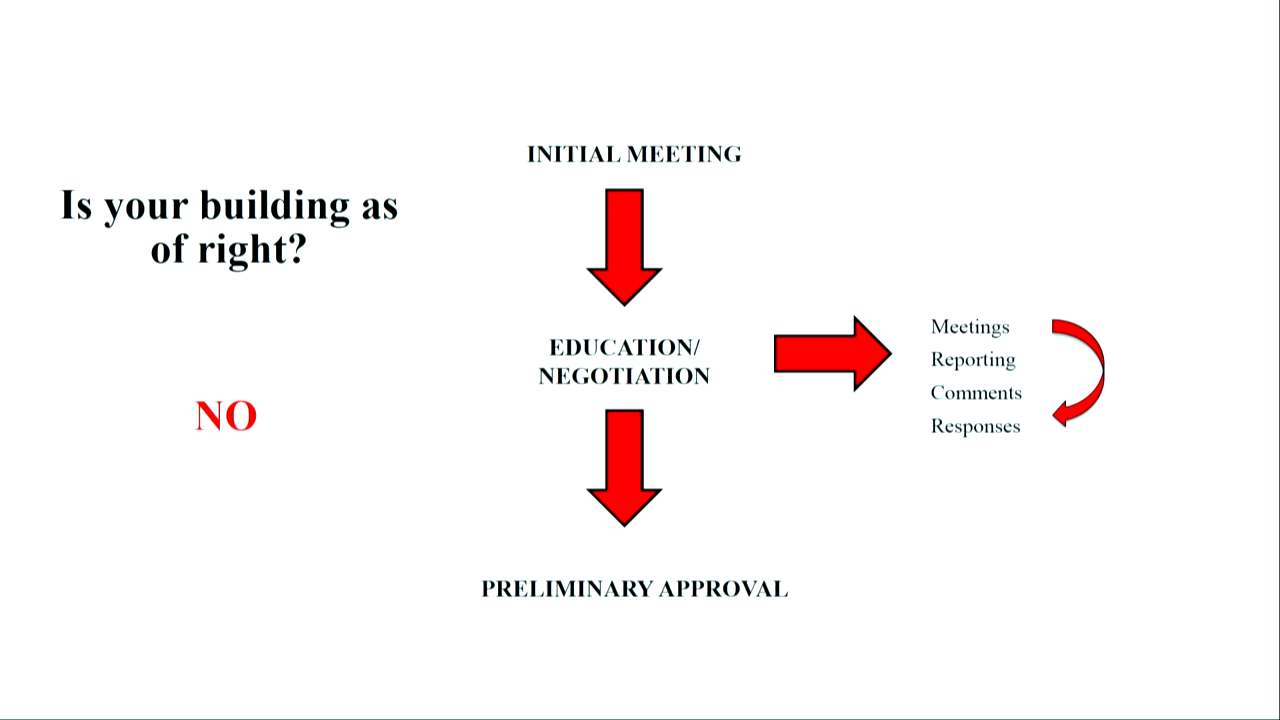 Is your building as
of right?
NO
INITIAL MEETING
EDUCATION/
NEGOTIATION
PRELIMINARY APPROVAL
Meetings
Reporting
Comments
Responses